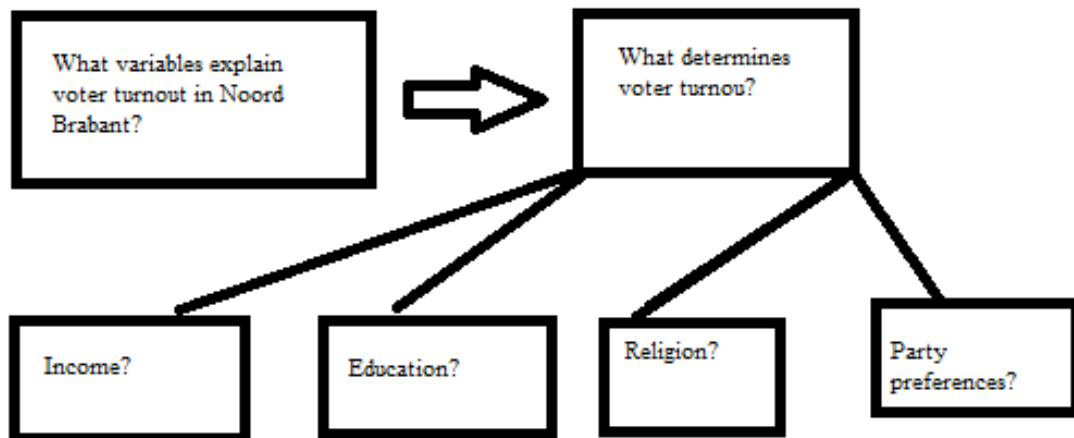 What variables explain
voter turnout in Noord
Brabant?
What determines
voter turnou?
Income?
Education?
Religion?
Party
preferences?